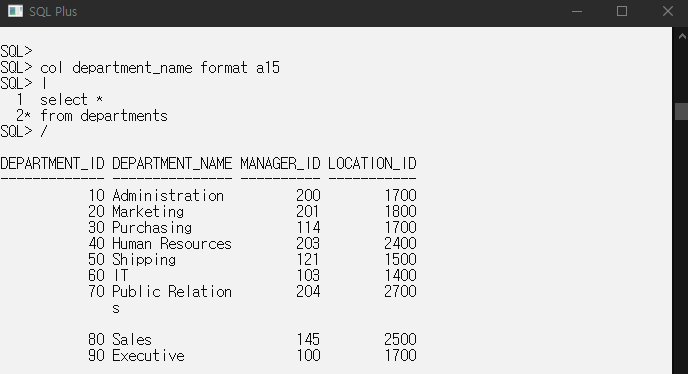 SQL Plus
SQL>
SQL> col department_name format a15
SQL> l
  1  select *
  2* from departments
SQL> /

DEPARTMENT_ID DEPARTMENT_NAME MANAGER_ID LOCATION_ID
------------- --------------- ---------- -----------
           10 Administration         200        1700
           20 Marketing              201        1800
           30 Purchasing             114        1700
           40 Human Resources        203        2400
           50 Shipping               121        1500
           60 IT                     103        1400
           70 Public Relation        204        2700
              s

           80 Sales                  145        2500
           90 Executive              100        1700